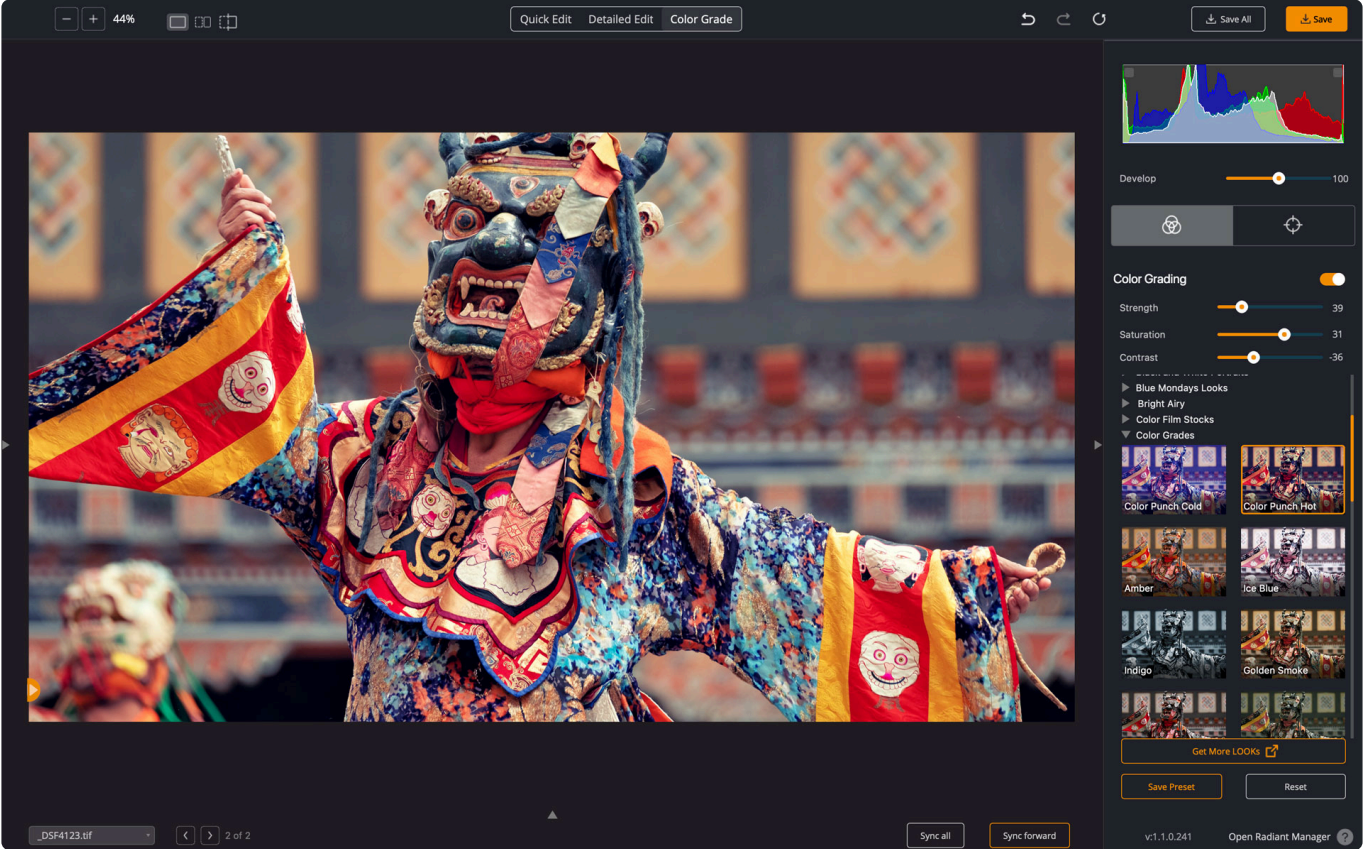 44%
Quick Edit Detailed Edit Color Grade
Save All
Save
Develop 100
Color Grading
Strength 39
Saturation 31
Contrast -36
Blue Mondays Looks
Bright Airy
Color Film Stocks
Color Grades
Color Punch Cold Color Punch Hot
Amber Ice Blue
Indigo Golden Smoke
Get More LOOKs
Save Preset Reset
_DSF4123.tif 2 of 2 Sync all Sync forward v:1.1.0.241 Open Radiant Manager ?